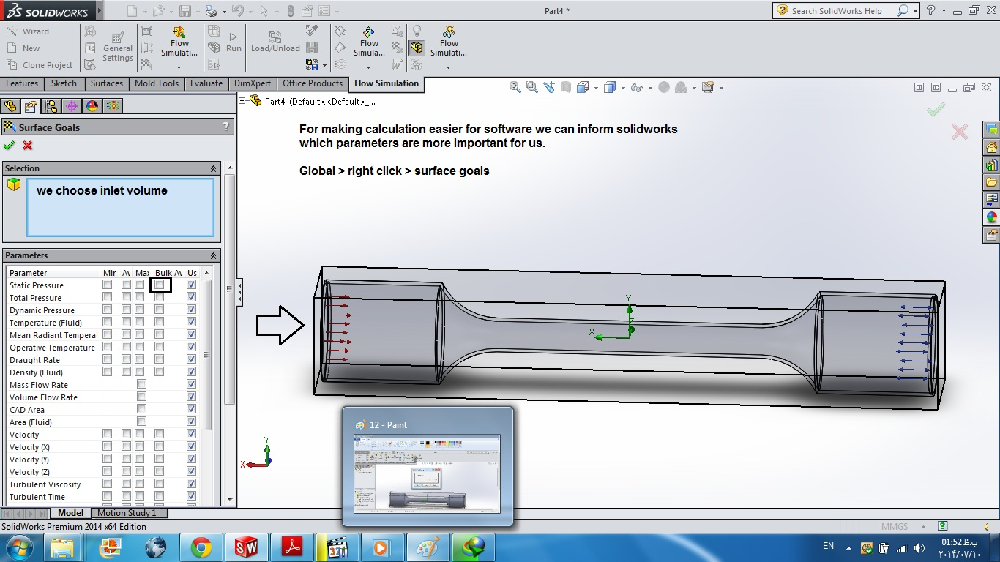 SOLIDWORKS
Part4 *
Search SolidWorks Help
Wizard
New
Clone Project
General
Settings
Flow
Simulati...
Run
Load/Unload
Flow
Simula...
Flow
Simulati...
Features
Sketch
Surfaces
Mold Tools
Evaluate
DimXpert
Office Products
Flow Simulation
Part4 (Default<<Default>_...
Surface Goals
?
For making calculation easier for software we can inform solidworks
which parameters are more important for us.
Global > right click > surface goals
Selection
we choose inlet volume
Parameters
Parameter Mir Av Max Bulk Av Us
Static Pressure
Total Pressure
Dynamic Pressure
Temperature (Fluid)
Mean Radiant Temperat
Operative Temperature
Draught Rate
Density (Fluid)
Mass Flow Rate
Volume Flow Rate
CAD Area
Area (Fluid)
Velocity
Velocity (X)
Velocity (Y)
Velocity (Z)
Turbulent Viscosity
Turbulent Time
Y
X
Y
X
12 - Paint
Model
Motion Study 1
SolidWorks Premium 2014 x64 Edition
MMGS
?
SW
321
EN
01:52 ب.ظ
۲۰۱۴/۰۷/۱۰